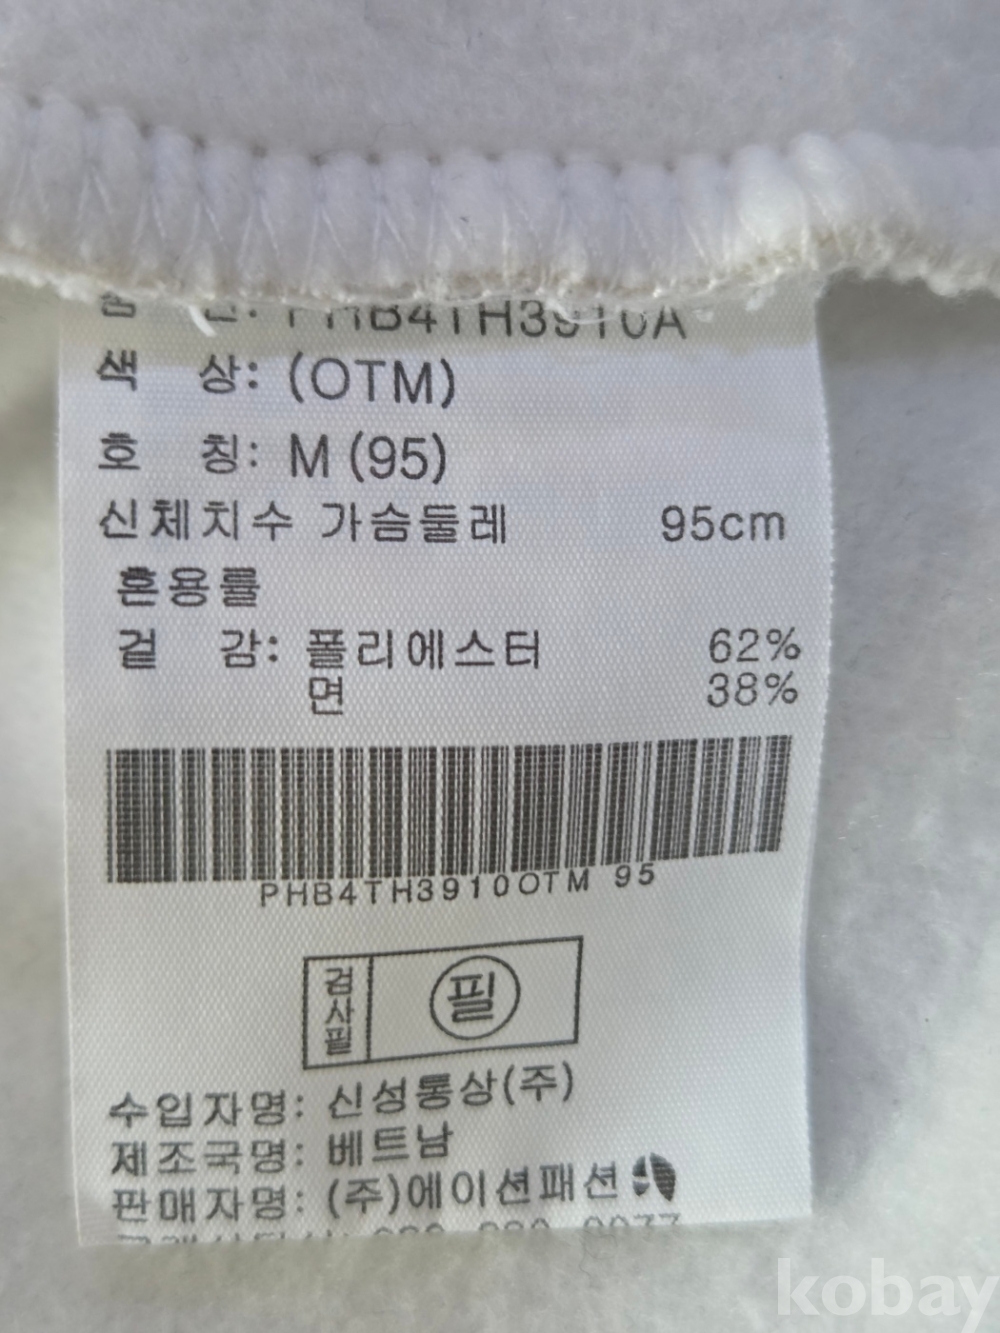 품 번: PHB4TH3910A
색 상: (OTM)
호 칭: M (95)
신체치수 가슴둘레 95cm
혼용률
겉 감: 폴리에스터 62%
면 38%
PHB4TH3910OTM 95
검사필 필
수입자명: 신성통상(주)
제조국명: 베트남
판매자명: (주)에이션패션
kobay